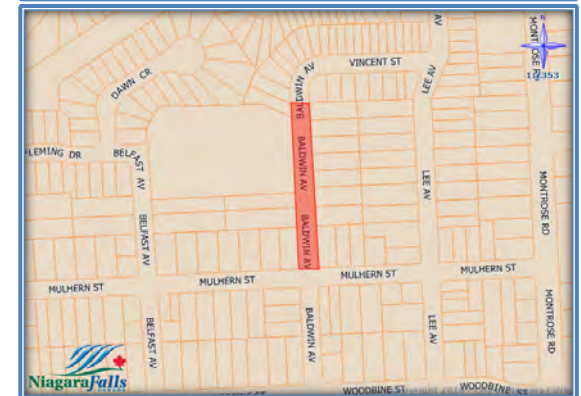 MONTROSE RD
AV
BALDWIN AV
VINCENT ST
DAWN CR
LEE AV
FLEMING DR
BELFAST AV
BALDWIN AV
BELFAST AV
LEE AV
MONTROSE RD
BALDWIN AV
MULHERN ST
MULHERN ST
MULHERN ST
MULHERN ST
BELFAST AV
BALDWIN AV
LEE AV
MONTROSE RD
NiagaraFalls
CANADA
WOODBINE ST
WOODBINE ST